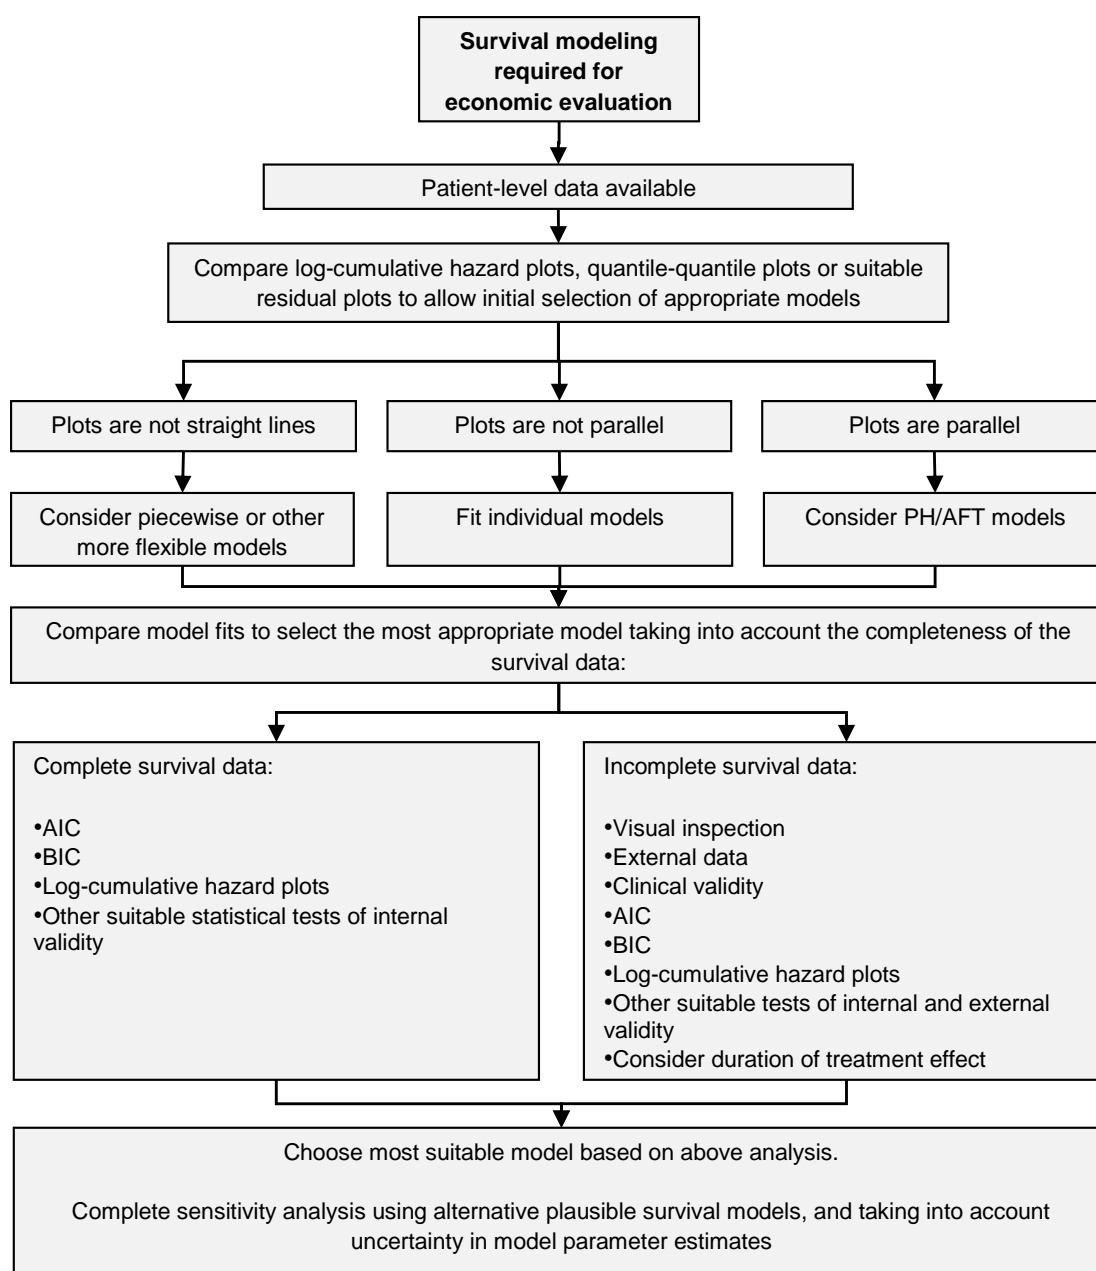 Survival modeling
required for
economic evaluation
Patient-level data available
Compare log-cumulative hazard plots, quantile-quantile plots or suitable
residual plots to allow initial selection of appropriate models
Plots are not straight lines
Plots are not parallel
Plots are parallel
Consider piecewise or other
more flexible models
Fit individual models
Consider PH/AFT models
Compare model fits to select the most appropriate model taking into account the completeness of the
survival data:
Complete survival data:
•AIC
•BIC
•Log-cumulative hazard plots
•Other suitable statistical tests of internal
validity
Incomplete survival data:
•Visual inspection
•External data
•Clinical validity
•AIC
•BIC
•Log-cumulative hazard plots
•Other suitable tests of internal and external
validity
•Consider duration of treatment effect
Choose most suitable model based on above analysis.
Complete sensitivity analysis using alternative plausible survival models, and taking into account
uncertainty in model parameter estimates